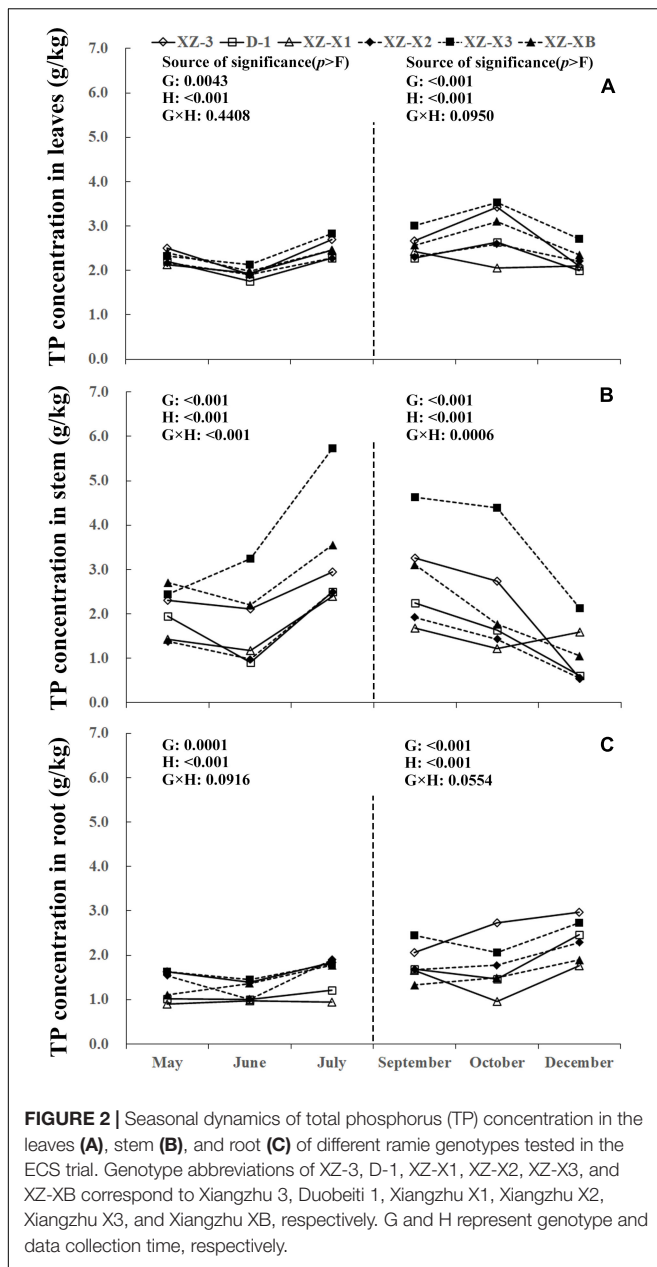 XZ-3 D-1 XZ-X1 XZ-X2 XZ-X3 XZ-XB
TP concentration in leaves (g/kg)
7.0
6.0
5.0
4.0
3.0
2.0
1.0
0.0
Source of significance(p>F)
G: 0.0043
H: <0.001
G×H: 0.4408
Source of significance(p>F)
G: <0.001
H: <0.001
G×H: 0.0950
A
TP concentration in stem (g/kg)
7.0
6.0
5.0
4.0
3.0
2.0
1.0
0.0
G: <0.001
H: <0.001
G×H: <0.001
G: <0.001
H: <0.001
G×H: 0.0006
B
TP concentration in root (g/kg)
7.0
6.0
5.0
4.0
3.0
2.0
1.0
0.0
G: 0.0001
H: <0.001
G×H: 0.0916
G: <0.001
H: <0.001
G×H: 0.0554
C
May June July September October December
FIGURE 2 | Seasonal dynamics of total phosphorus (TP) concentration in the
leaves (A), stem (B), and root (C) of different ramie genotypes tested in the
ECS trial. Genotype abbreviations of XZ-3, D-1, XZ-X1, XZ-X2, XZ-X3, and
XZ-XB correspond to Xiangzhu 3, Duobeiti 1, Xiangzhu X1, Xiangzhu X2,
Xiangzhu X3, and Xiangzhu XB, respectively. G and H represent genotype and
data collection time, respectively.